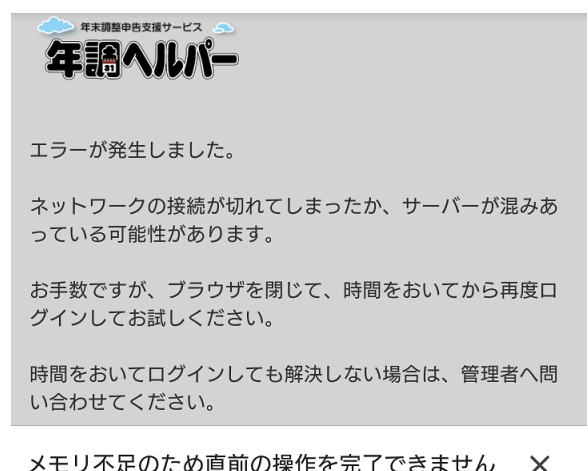 年末調整申告支援サービス
年調ヘルパー
31
エラーが発生しました。
ネットワークの接続が切れてしまったか、サーバーが混みあ
っている可能性があります。
お手数ですが、ブラウザを閉じて、時間をおいてから再度ロ
グインしてお試しください。
時間をおいてログインしても解決しない場合は、管理者へ問
い合わせてください。
メモリ不足のため直前の操作を完了できません